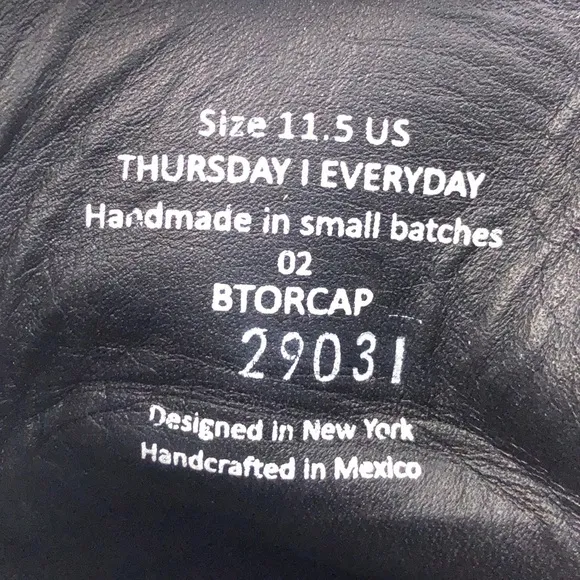 Size 11.5 US
THURSDAY | EVERYDAY
Handmade in small batches
02
BTORCAP
29031
Designed in New York
Handcrafted in Mexico